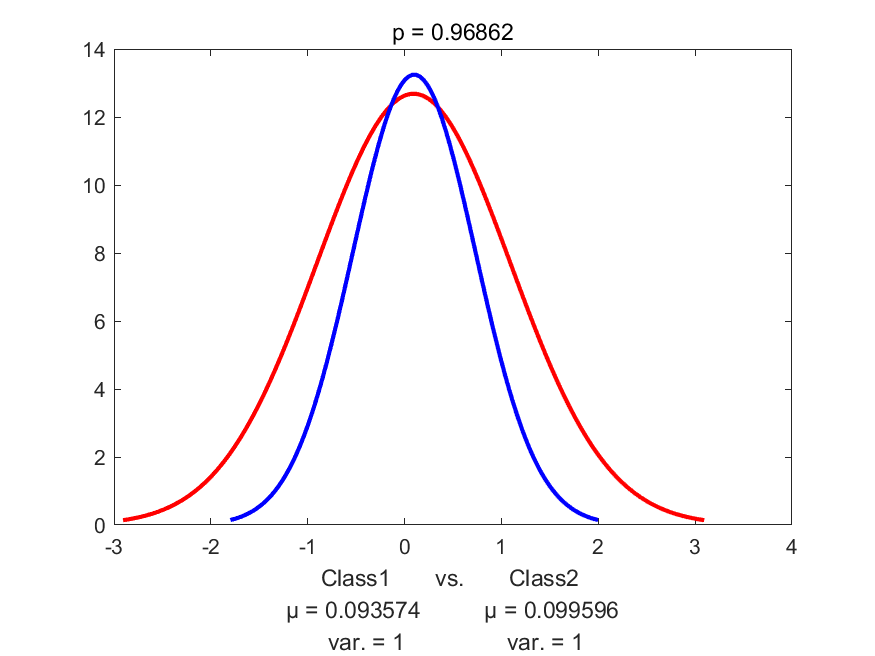 p = 0.96862
14
12
10
8
6
4
2
0
-3 -2 -1 0 1 2 3 4
Class1 vs. Class2
μ = 0.093574 μ = 0.099596
var. = 1 var. = 1